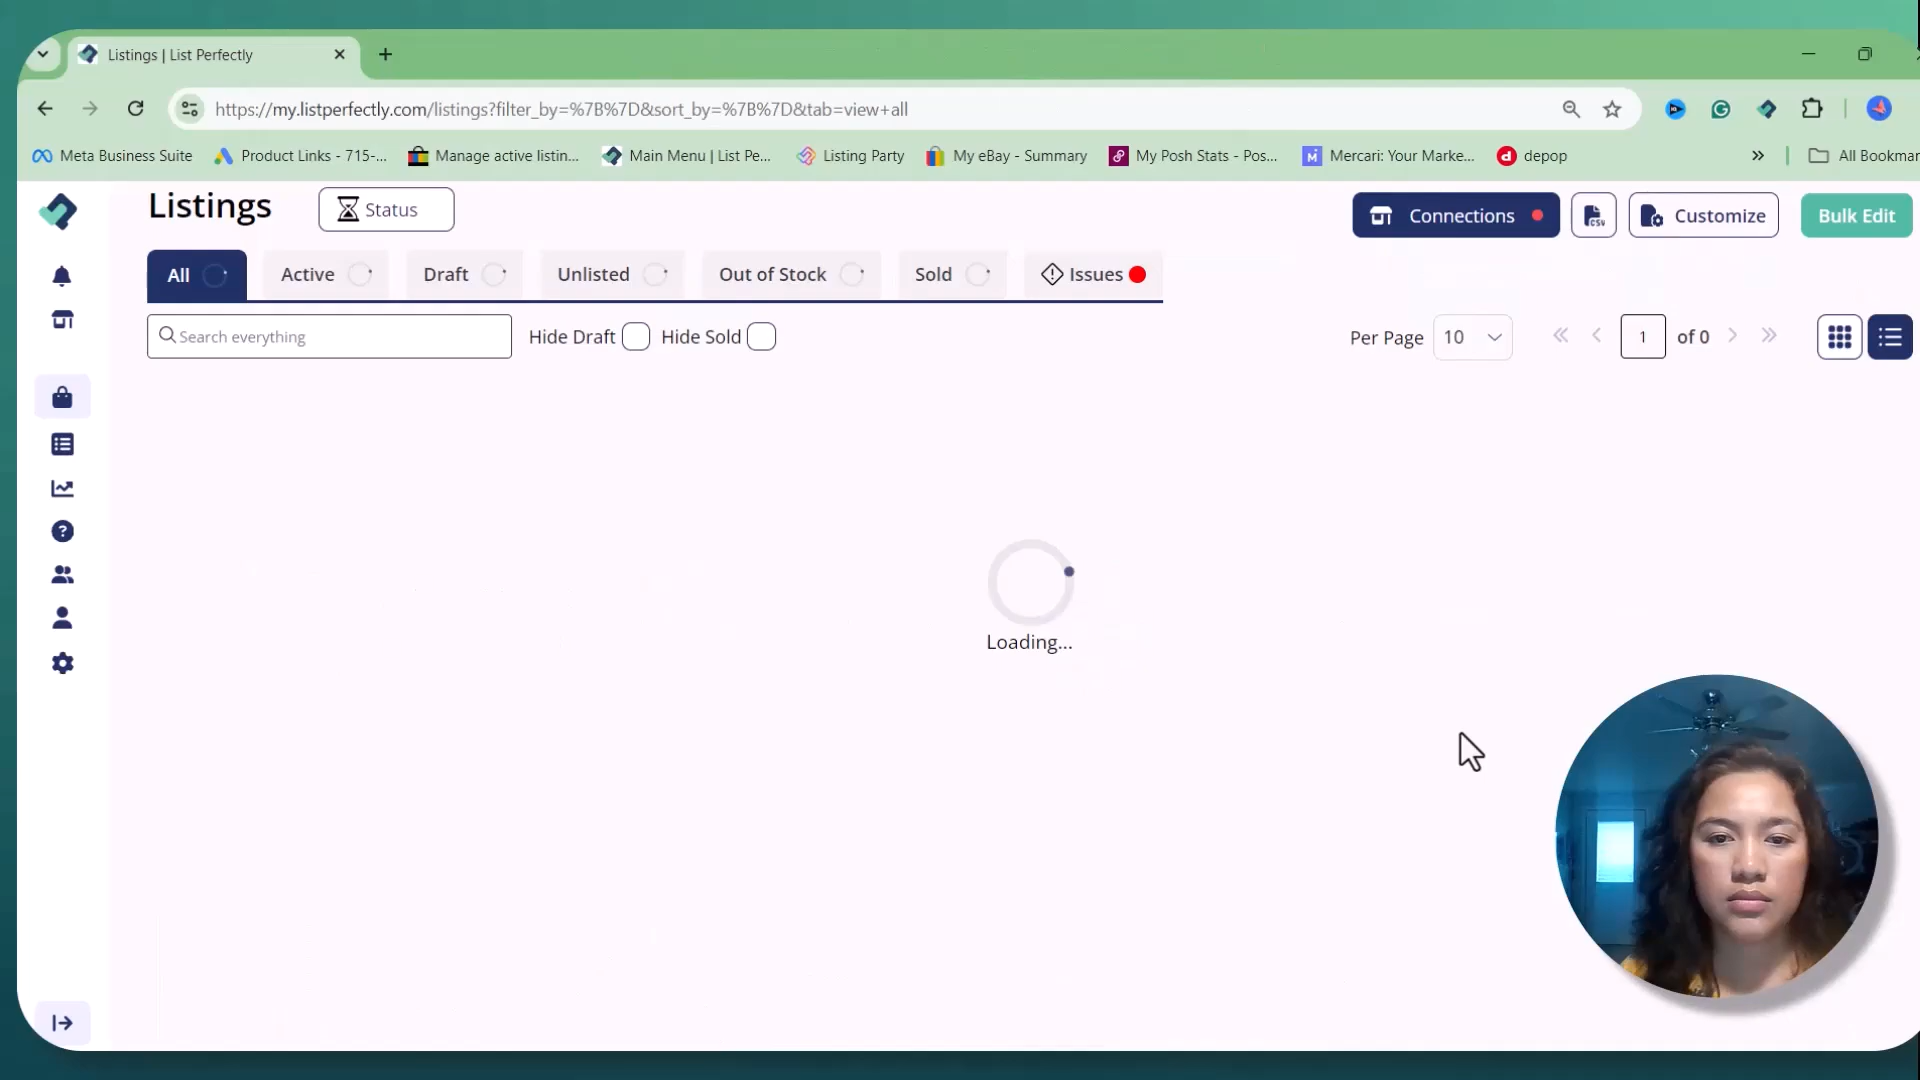 Listings | List Perfectly
https://my.listperfectly.com/listings?filter_by=%7B%7D&sort_by=%7B%7D&tab=view+all
Meta Business Suite
Product Links - 715-...
Manage active listin...
Main Menu | List Pe...
Listing Party
My eBay - Summary
My Posh Stats - Pos...
Mercari: Your Marke...
depop
All Bookmar
Listings
Status
Connections
CSV
Customize
Bulk Edit
All
Active
Draft
Unlisted
Out of Stock
Sold
Issues
Search everything
Hide Draft
Hide Sold
Per Page
10
1
of 0
Loading...